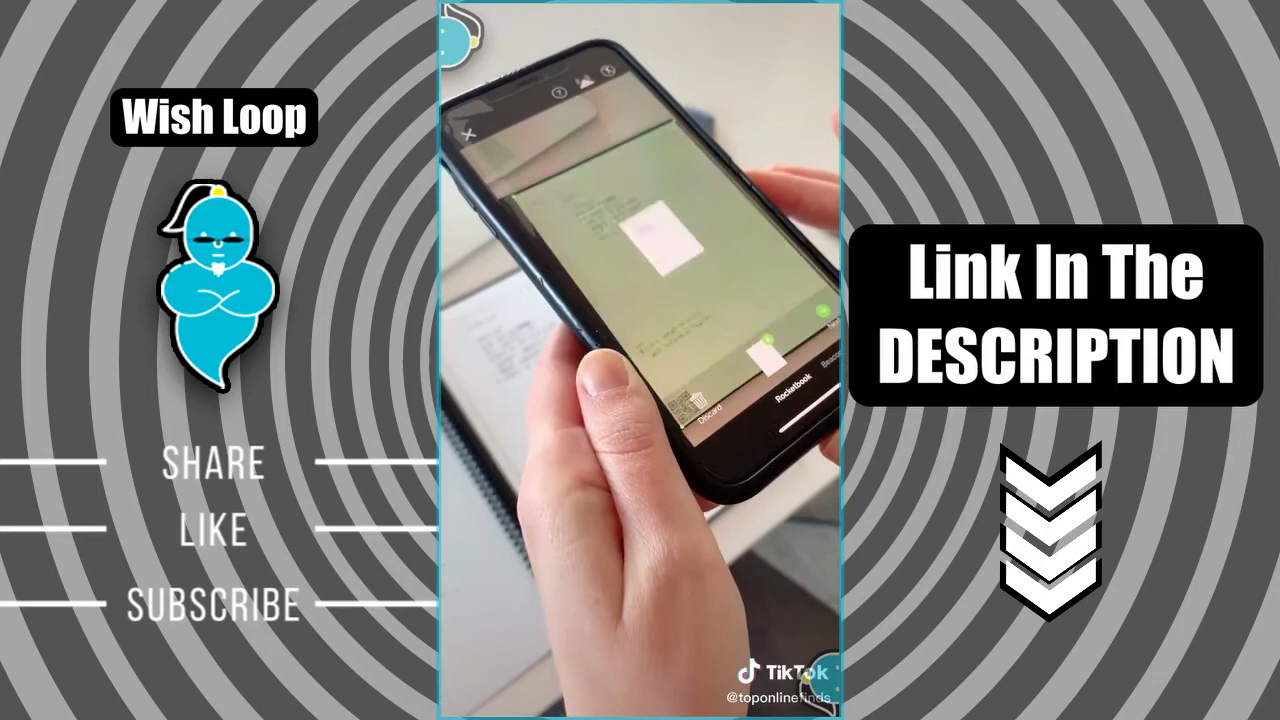 Wish Loop
SHARE
LIKE
SUBSCRIBE
Discard
Rocketbook
TikTok
@toponlinefinds
Link In The
DESCRIPTION